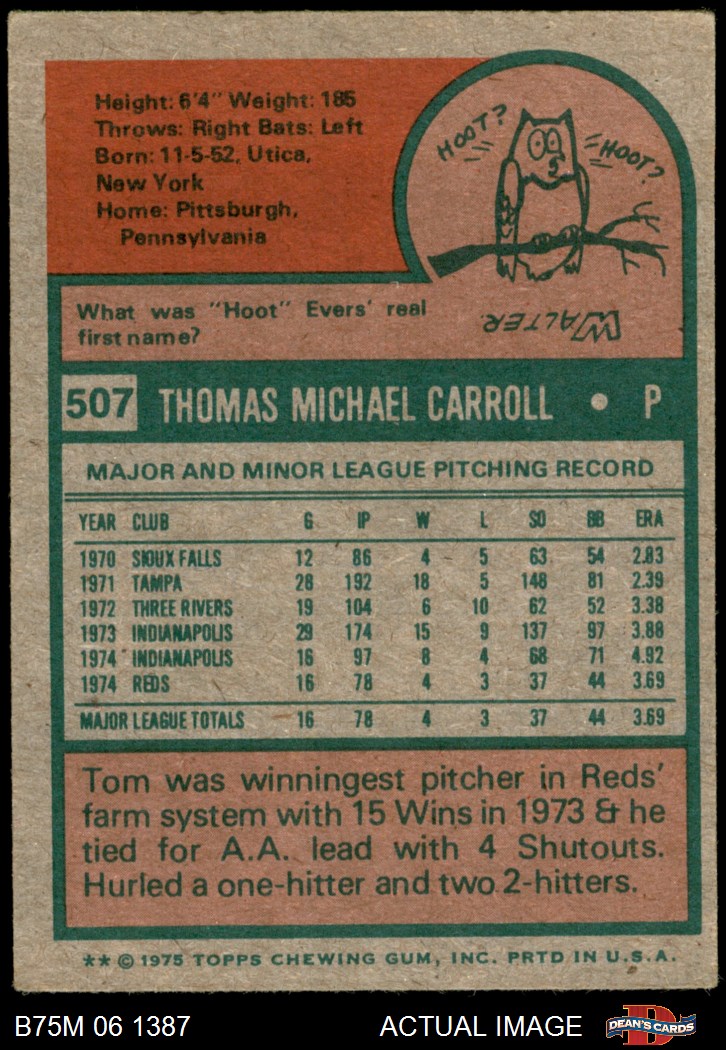 Height: 6'4" Weight: 185
Throws: Right Bats: Left
Born: 11-5-52, Utica,
New York
Home: Pittsburgh,
Pennsylvania
HOOT?
HOOT?
What was "Hoot" Evers' real
first name?
WALTER.
507 THOMAS MICHAEL CARROLL • P
MAJOR AND MINOR LEAGUE PITCHING RECORD
YEAR CLUB G IP W L SO BB ERA
1970 SIOUX FALLS 12 86 4 5 63 54 2.83
1971 TAMPA 28 192 18 5 148 81 2.39
1972 THREE RIVERS 19 104 6 10 62 52 3.38
1973 INDIANAPOLIS 29 174 15 9 137 97 3.88
1974 INDIANAPOLIS 16 97 8 4 68 71 4.92
1974 REDS 16 78 4 3 37 44 3.69
MAJOR LEAGUE TOTALS 16 78 4 3 37 44 3.69
Tom was winningest pitcher in Reds'
farm system with 15 Wins in 1973 & he
tied for A.A. lead with 4 Shutouts.
Hurled a one-hitter and two 2-hitters.
** © 1975 TOPPS CHEWING GUM, INC. PRTD IN U.S.A.
B75M 06 1387 ACTUAL IMAGE D DEAN'S CARDS